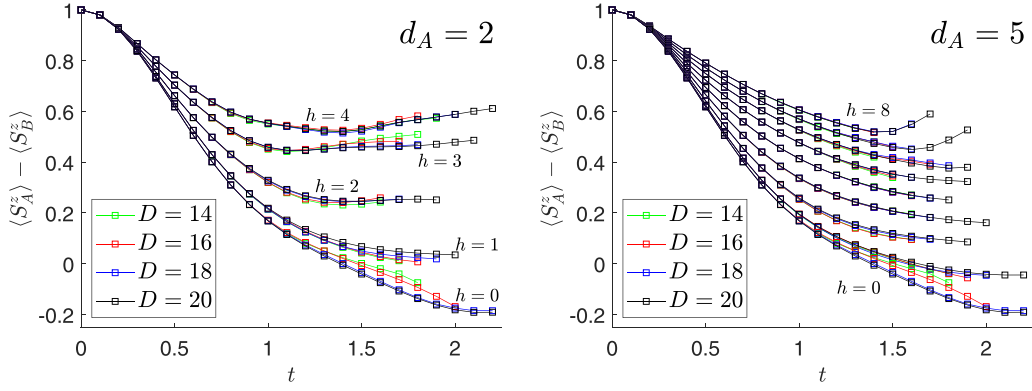 d_A = 2
⟨S^z_A⟩ − ⟨S^z_B⟩
1
0.8
0.6
0.4
0.2
0
-0.2
h = 4
h = 3
h = 2
h = 1
h = 0
D = 14
D = 16
D = 18
D = 20
0
0.5
1
1.5
2
t
d_A = 5
⟨S^z_A⟩ − ⟨S^z_B⟩
1
0.8
0.6
0.4
0.2
0
-0.2
h = 8
h = 0
D = 14
D = 16
D = 18
D = 20
0
0.5
1
1.5
2
t